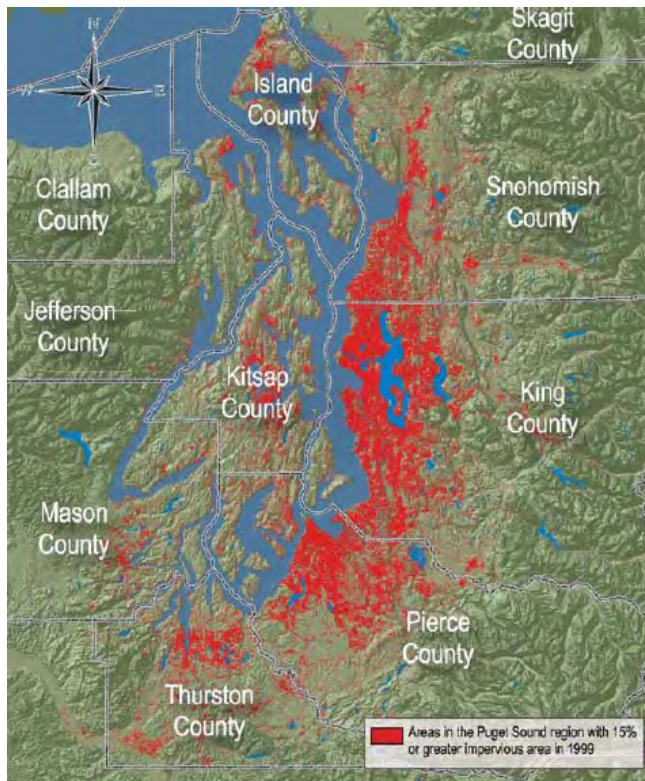 Skagit
County
N
W
E
S
Island
County
Clallam
County
Snohomish
County
Jefferson
County
Kitsap
County
King
County
Mason
County
Pierce
County
Thurston
County
Areas in the Puget Sound region with 15%
or greater impervious area in 1999